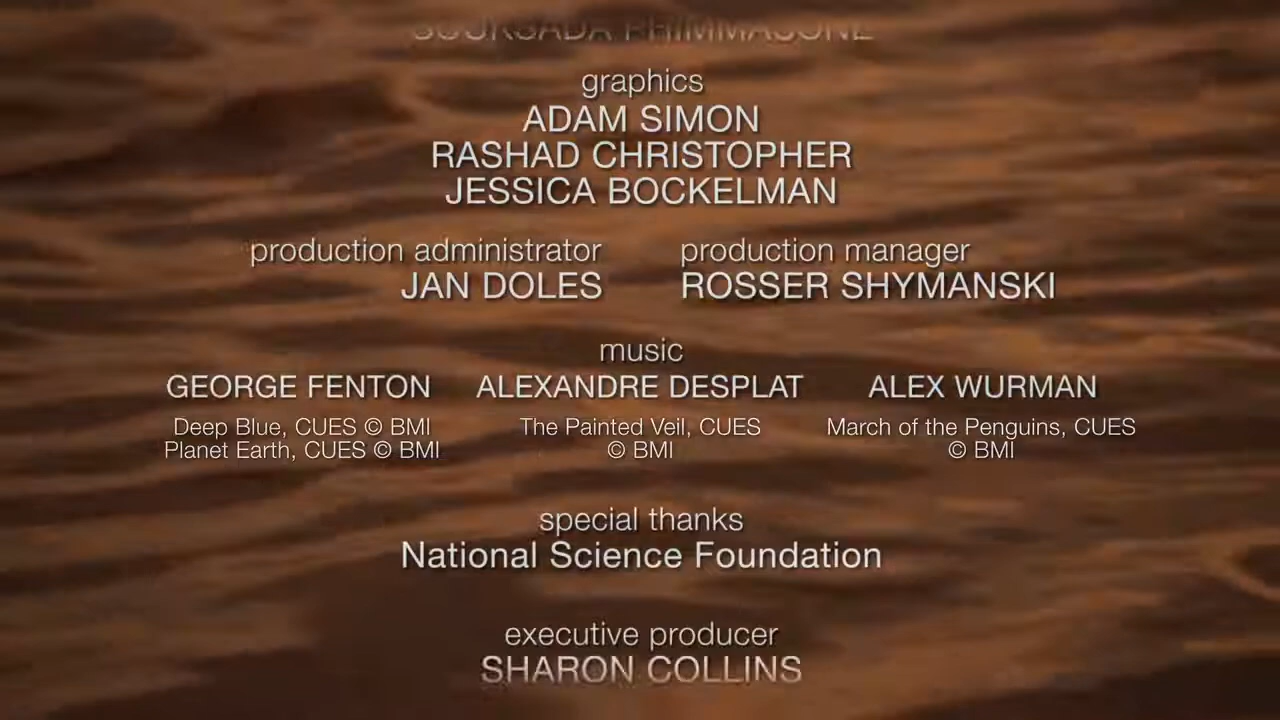 graphics
ADAM SIMON
RASHAD CHRISTOPHER
JESSICA BOCKELMAN
production administrator
JAN DOLES
production manager
ROSSER SHYMANSKI
music
GEORGE FENTON
Deep Blue, CUES © BMI
Planet Earth, CUES © BMI
ALEXANDRE DESPLAT
The Painted Veil, CUES
© BMI
ALEX WURMAN
March of the Penguins, CUES
© BMI
special thanks
National Science Foundation
executive producer
SHARON COLLINS